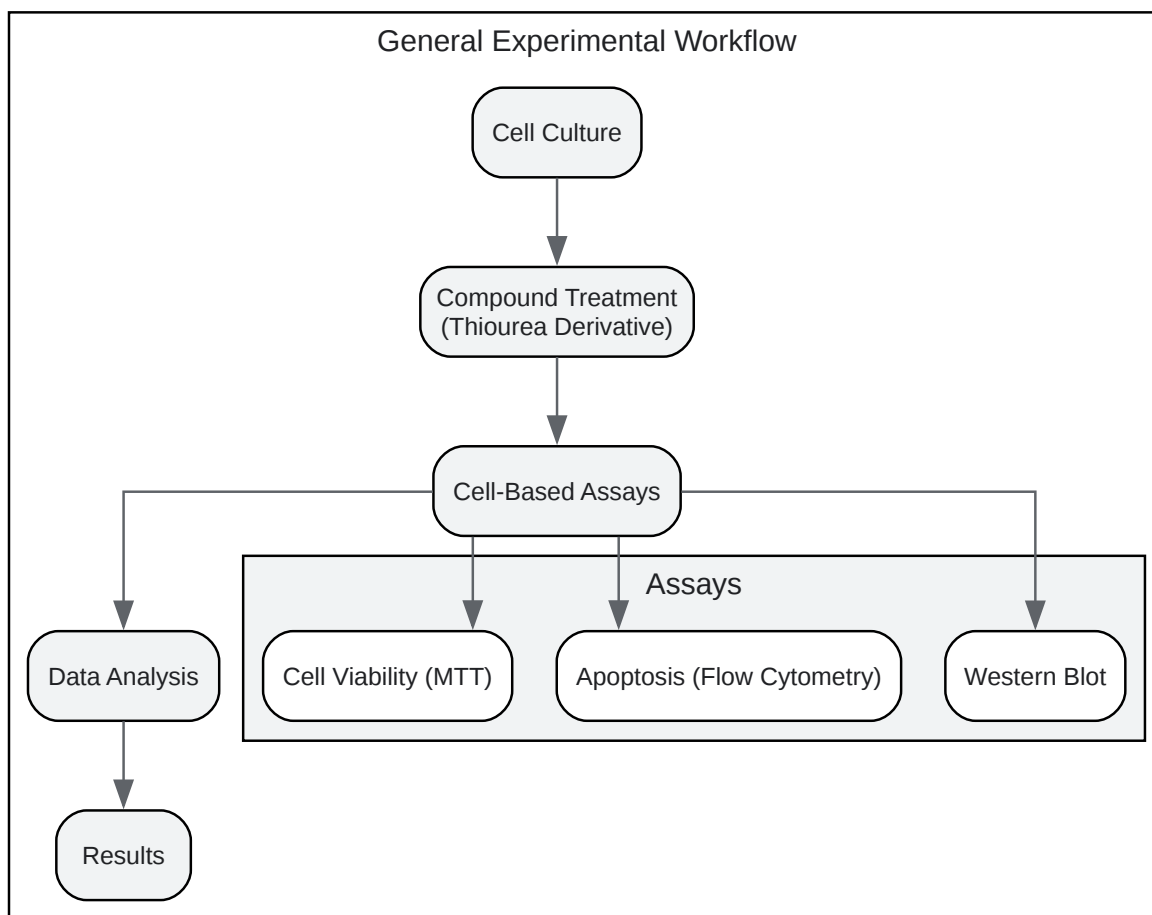 General Experimental Workflow
Cell Culture
Compound Treatment
(Thiourea Derivative)
Cell-Based Assays
Assays
Data Analysis
Cell Viability (MTT)
Apoptosis (Flow Cytometry)
Western Blot
Results